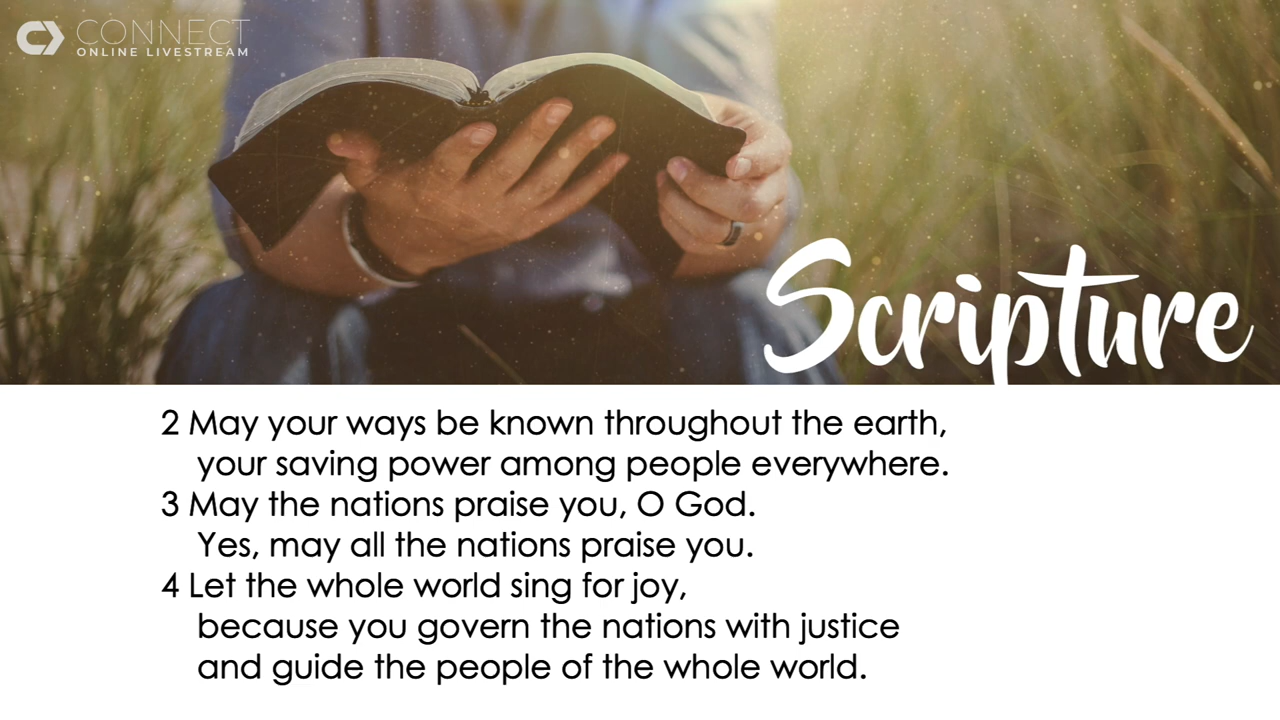 CONNECT
ONLINE LIVESTREAM
Scripture
2 May your ways be known throughout the earth,
your saving power among people everywhere.
3 May the nations praise you, O God.
Yes, may all the nations praise you.
4 Let the whole world sing for joy,
because you govern the nations with justice
and guide the people of the whole world.